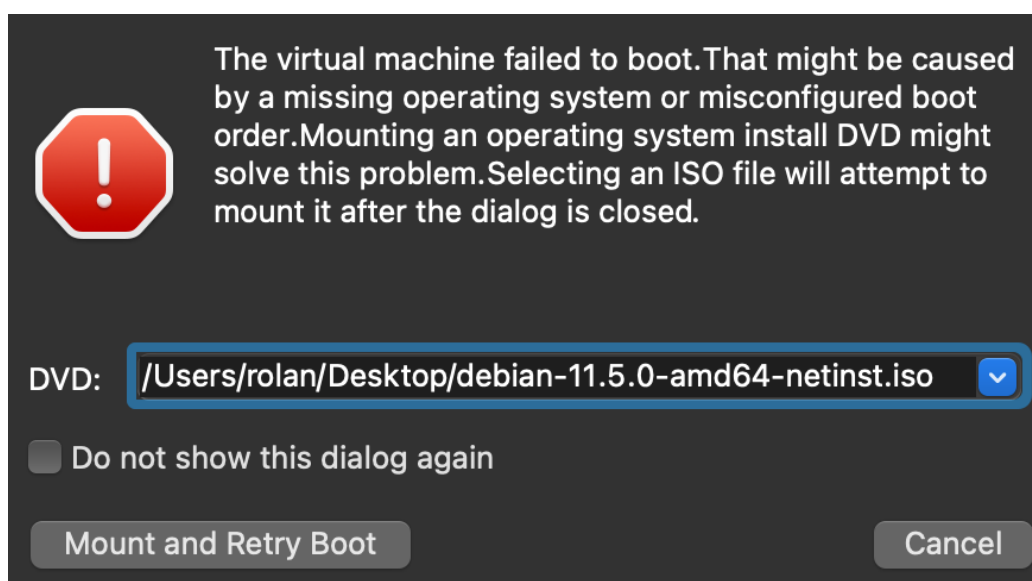 The virtual machine failed to boot.That might be caused
by a missing operating system or misconfigured boot
order.Mounting an operating system install DVD might
solve this problem.Selecting an ISO file will attempt to
mount it after the dialog is closed.
DVD: /Users/rolan/Desktop/debian-11.5.0-amd64-netinst.iso
Do not show this dialog again
Mount and Retry Boot Cancel